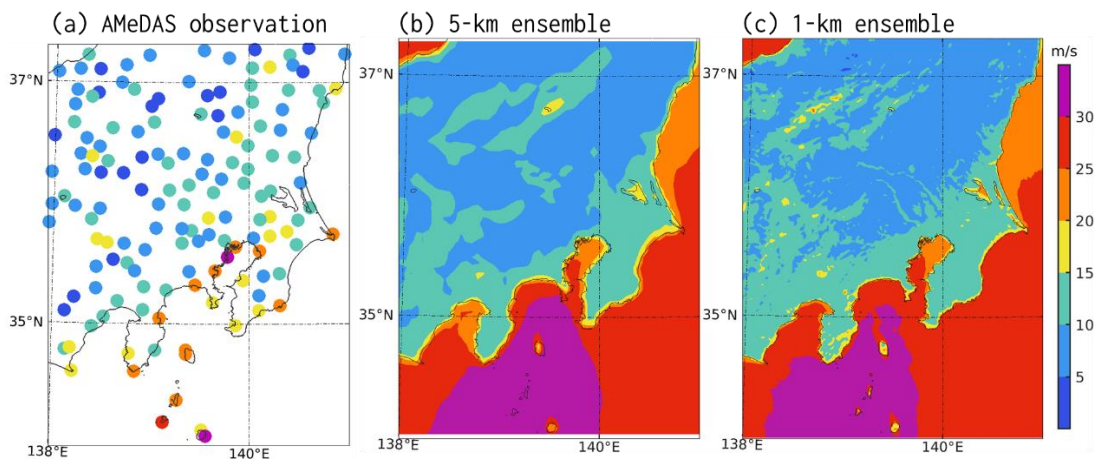 (a) AMeDAS observation
(b) 5-km ensemble
(c) 1-km ensemble
m/s
37°N
35°N
138°E
140°E
37°N
35°N
138°E
140°E
37°N
35°N
138°E
140°E
30
25
20
15
10
5